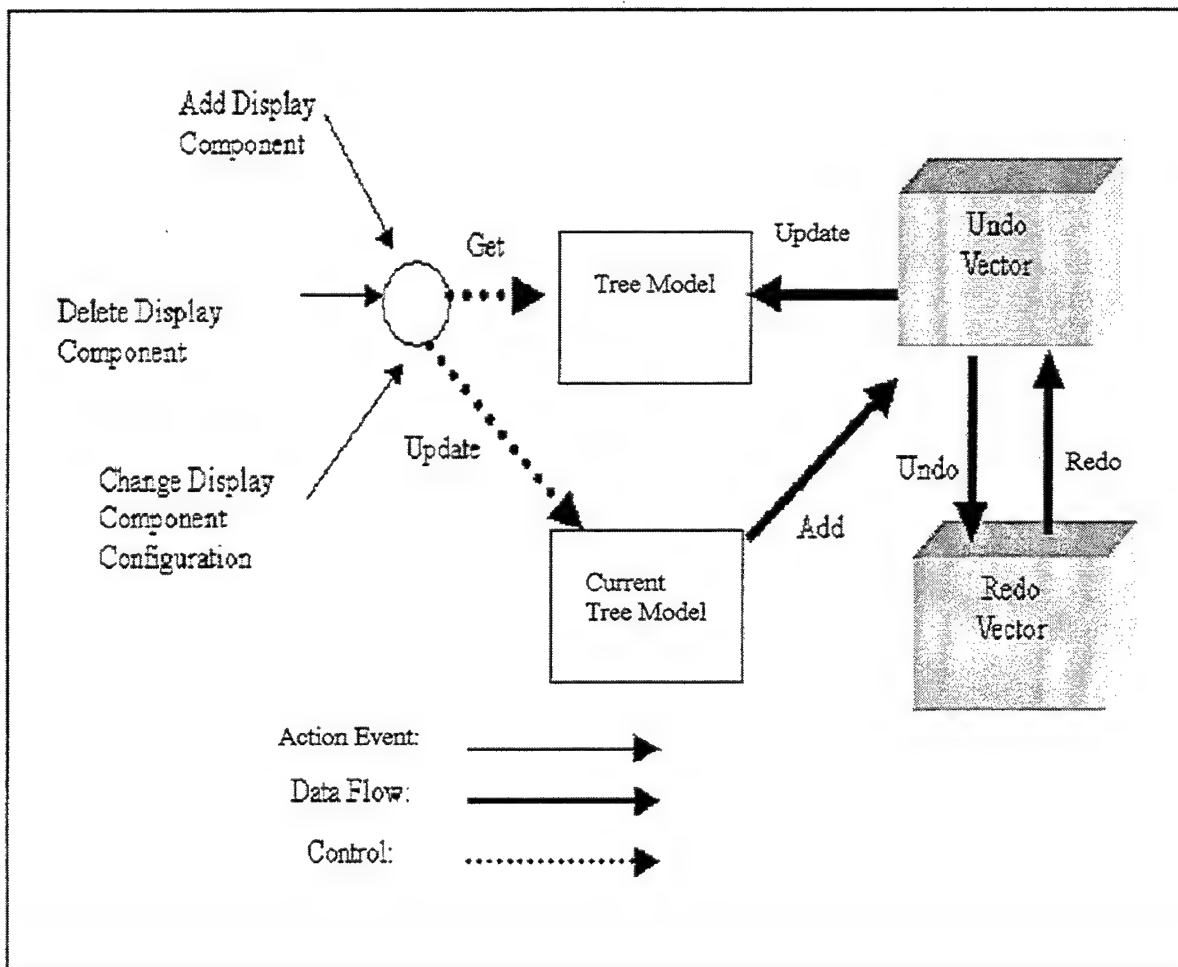 Add Display
Component
Get
Update
Undo
Vector
Tree Model
Delete Display
Component
Update
Undo
Redo
Change Display
Component
Configuration
Add
Current
Tree Model
Redo
Vector
Action Event:
Data Flow:
Control: